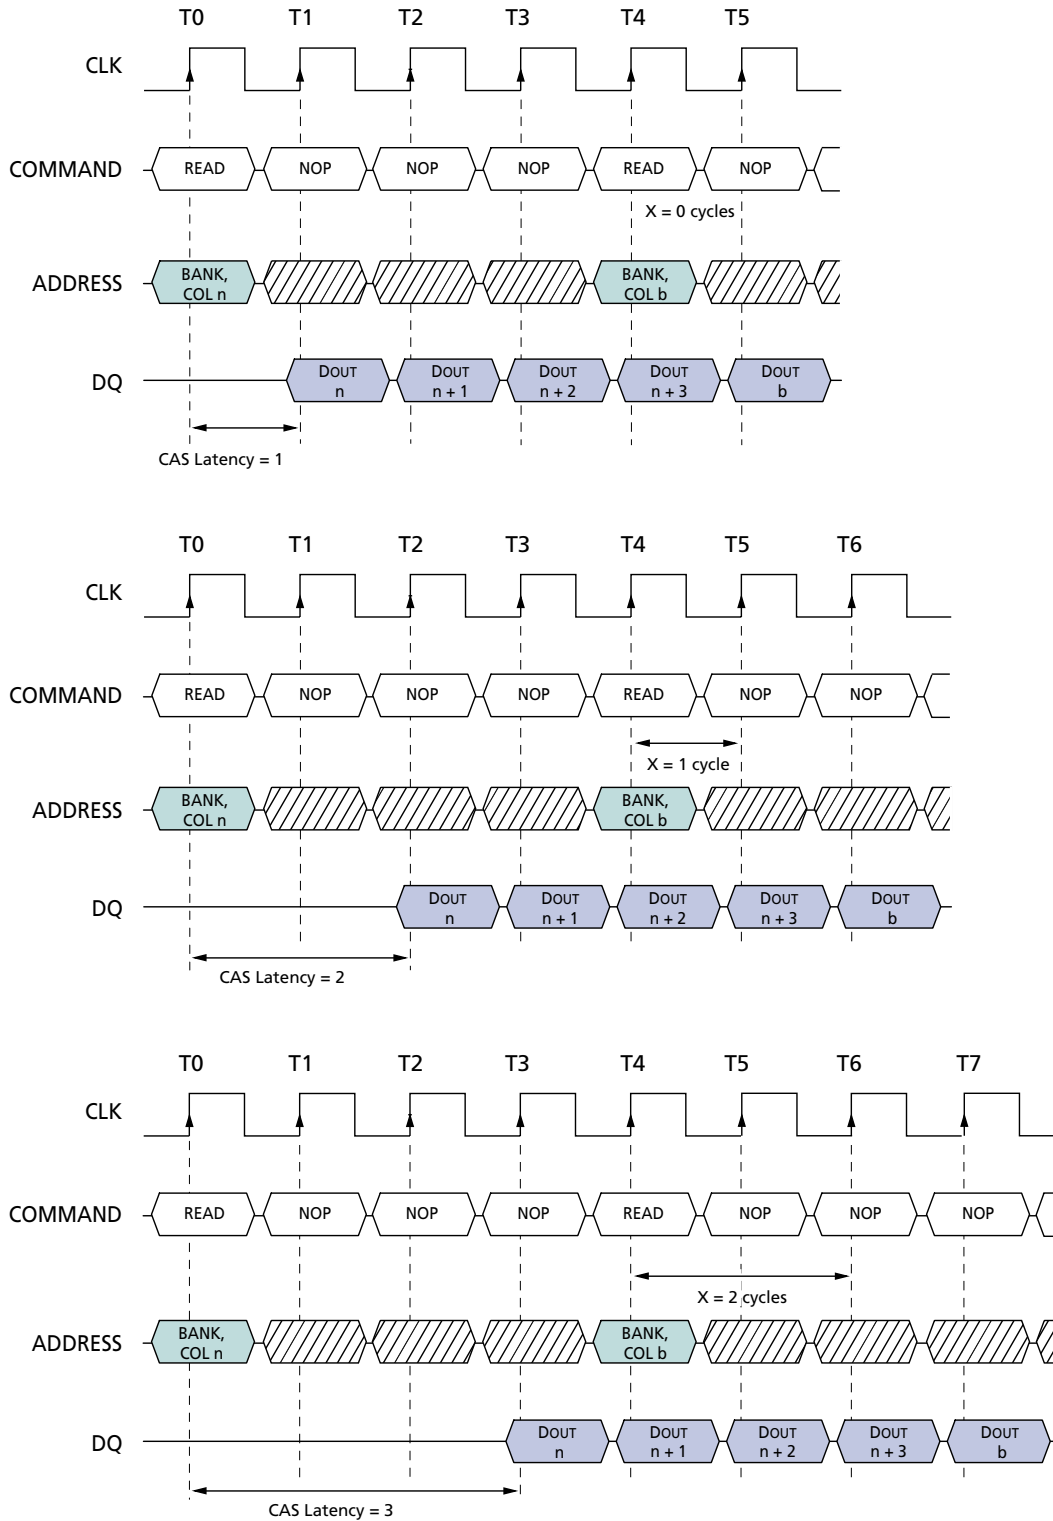 T0 T1 T2 T3 T4 T5
CLK
COMMAND READ NOP NOP NOP READ NOP
X = 0 cycles
ADDRESS BANK, COL n BANK, COL b
DQ DOUT n DOUT n + 1 DOUT n + 2 DOUT n + 3 DOUT b
CAS Latency = 1
T0 T1 T2 T3 T4 T5 T6
CLK
COMMAND READ NOP NOP NOP READ NOP NOP
X = 1 cycle
ADDRESS BANK, COL n BANK, COL b
DQ DOUT n DOUT n + 1 DOUT n + 2 DOUT n + 3 DOUT b
CAS Latency = 2
T0 T1 T2 T3 T4 T5 T6 T7
CLK
COMMAND READ NOP NOP NOP READ NOP NOP NOP
X = 2 cycles
ADDRESS BANK, COL n BANK, COL b
DQ DOUT n DOUT n + 1 DOUT n + 2 DOUT n + 3 DOUT b
CAS Latency = 3